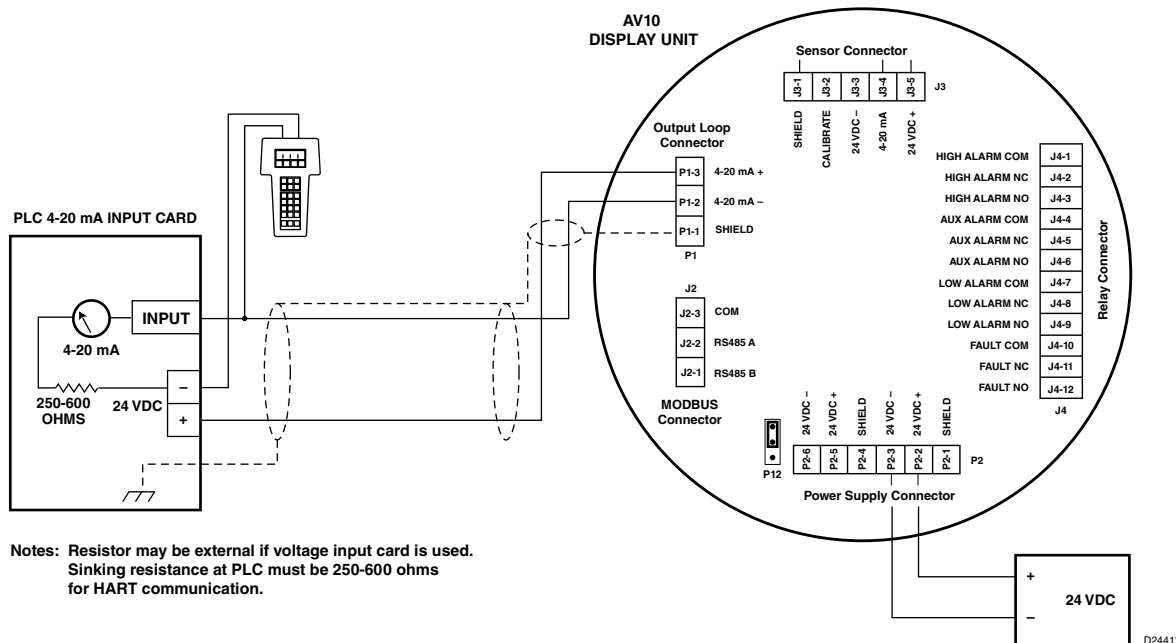 AV10
DISPLAY UNIT
Sensor Connector
J3-1
J3-2
J3-3
J3-4
J3-5
J3
SHIELD
CALIBRATE
24 VDC –
4-20 mA
24 VDC +
Output Loop
Connector
P1-3 4-20 mA +
P1-2 4-20 mA –
P1-1 SHIELD
P1
J2
J2-3 COM
J2-2 RS485 A
J2-1 RS485 B
MODBUS
Connector
HIGH ALARM COM J4-1
HIGH ALARM NC J4-2
HIGH ALARM NO J4-3
AUX ALARM COM J4-4
AUX ALARM NC J4-5
AUX ALARM NO J4-6
LOW ALARM COM J4-7
LOW ALARM NC J4-8
LOW ALARM NO J4-9
FAULT COM J4-10
FAULT NC J4-11
FAULT NO J4-12
J4
Relay Connector
PLC 4-20 mA INPUT CARD
INPUT
4-20 mA
250-600
OHMS
24 VDC
–
+
P12
24 VDC –
24 VDC +
SHIELD
24 VDC –
24 VDC +
SHIELD
P2-6
P2-5
P2-4
P2-3
P2-2
P2-1
P2
Power Supply Connector
+
24 VDC
–
Notes: Resistor may be external if voltage input card is used.
Sinking resistance at PLC must be 250-600 ohms
for HART communication.
D2441